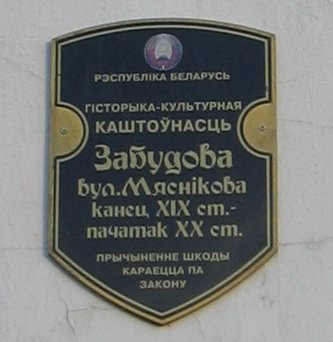 РЭСПУБЛІКА БЕЛАРУСЬ
ГІСТОРЫКА-КУЛЬТУРНАЯ
КАШТОЎНАСЦЬ
Забудова
вул.Мяснікова
канец XIX ст.-
пачатак XX ст.
ПРЫЧЫНЕННЕ ШКОДЫ
КАРАЕЦЦА ПА
ЗАКОНУ